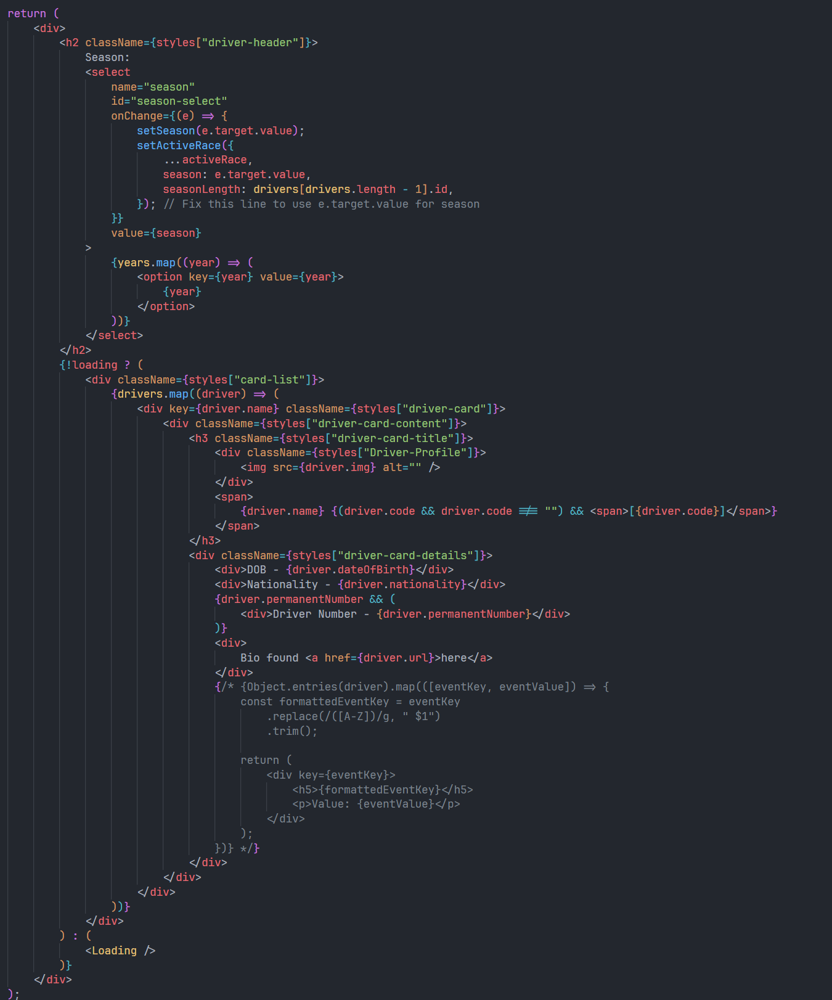 return (
    <div>
        <h2 className={styles["driver-header"]}>
            Season:
            <select
                name="season"
                id="season-select"
                onChange={(e) => {
                    setSeason(e.target.value);
                    setActiveRace({
                        ...activeRace,
                        season: e.target.value,
                        seasonLength: drivers[drivers.length - 1].id,
                    }); // Fix this line to use e.target.value for season
                }}
                value={season}
            >
                {years.map((year) => (
                    <option key={year} value={year}>
                        {year}
                    </option>
                ))}
            </select>
        </h2>
        {!loading ? (
            <div className={styles["card-list"]}>
                {drivers.map((driver) => (
                    <div key={driver.name} className={styles["driver-card"]}>
                        <div className={styles["driver-card-content"]}>
                            <h3 className={styles["driver-card-title"]}>
                                <div className={styles["Driver-Profile"]}>
                                    <img src={driver.img} alt="" />
                                </div>
                                <span>
                                    {driver.name} {(driver.code && driver.code !== "") && <span>[{driver.code}]</span>}
                                </span>
                            </h3>
                            <div className={styles["driver-card-details"]}>
                                <div>DOB - {driver.dateOfBirth}</div>
                                <div>Nationality - {driver.nationality}</div>
                                {driver.permanentNumber && (
                                    <div>Driver Number - {driver.permanentNumber}</div>
                                )}
                                <div>
                                    Bio found <a href={driver.url}>here</a>
                                </div>
                                {/* {Object.entries(driver).map(([eventKey, eventValue]) => {
                                    const formattedEventKey = eventKey
                                        .replace(/([A-Z])/g, " $1")
                                        .trim();

                                    return (
                                        <div key={eventKey}>
                                            <h5>{formattedEventKey}</h5>
                                            <p>Value: {eventValue}</p>
                                        </div>
                                    );
                                })} */}
                            </div>
                        </div>
                    </div>
                ))}
            </div>
        ) : (
            <Loading />
        )}
    </div>
);